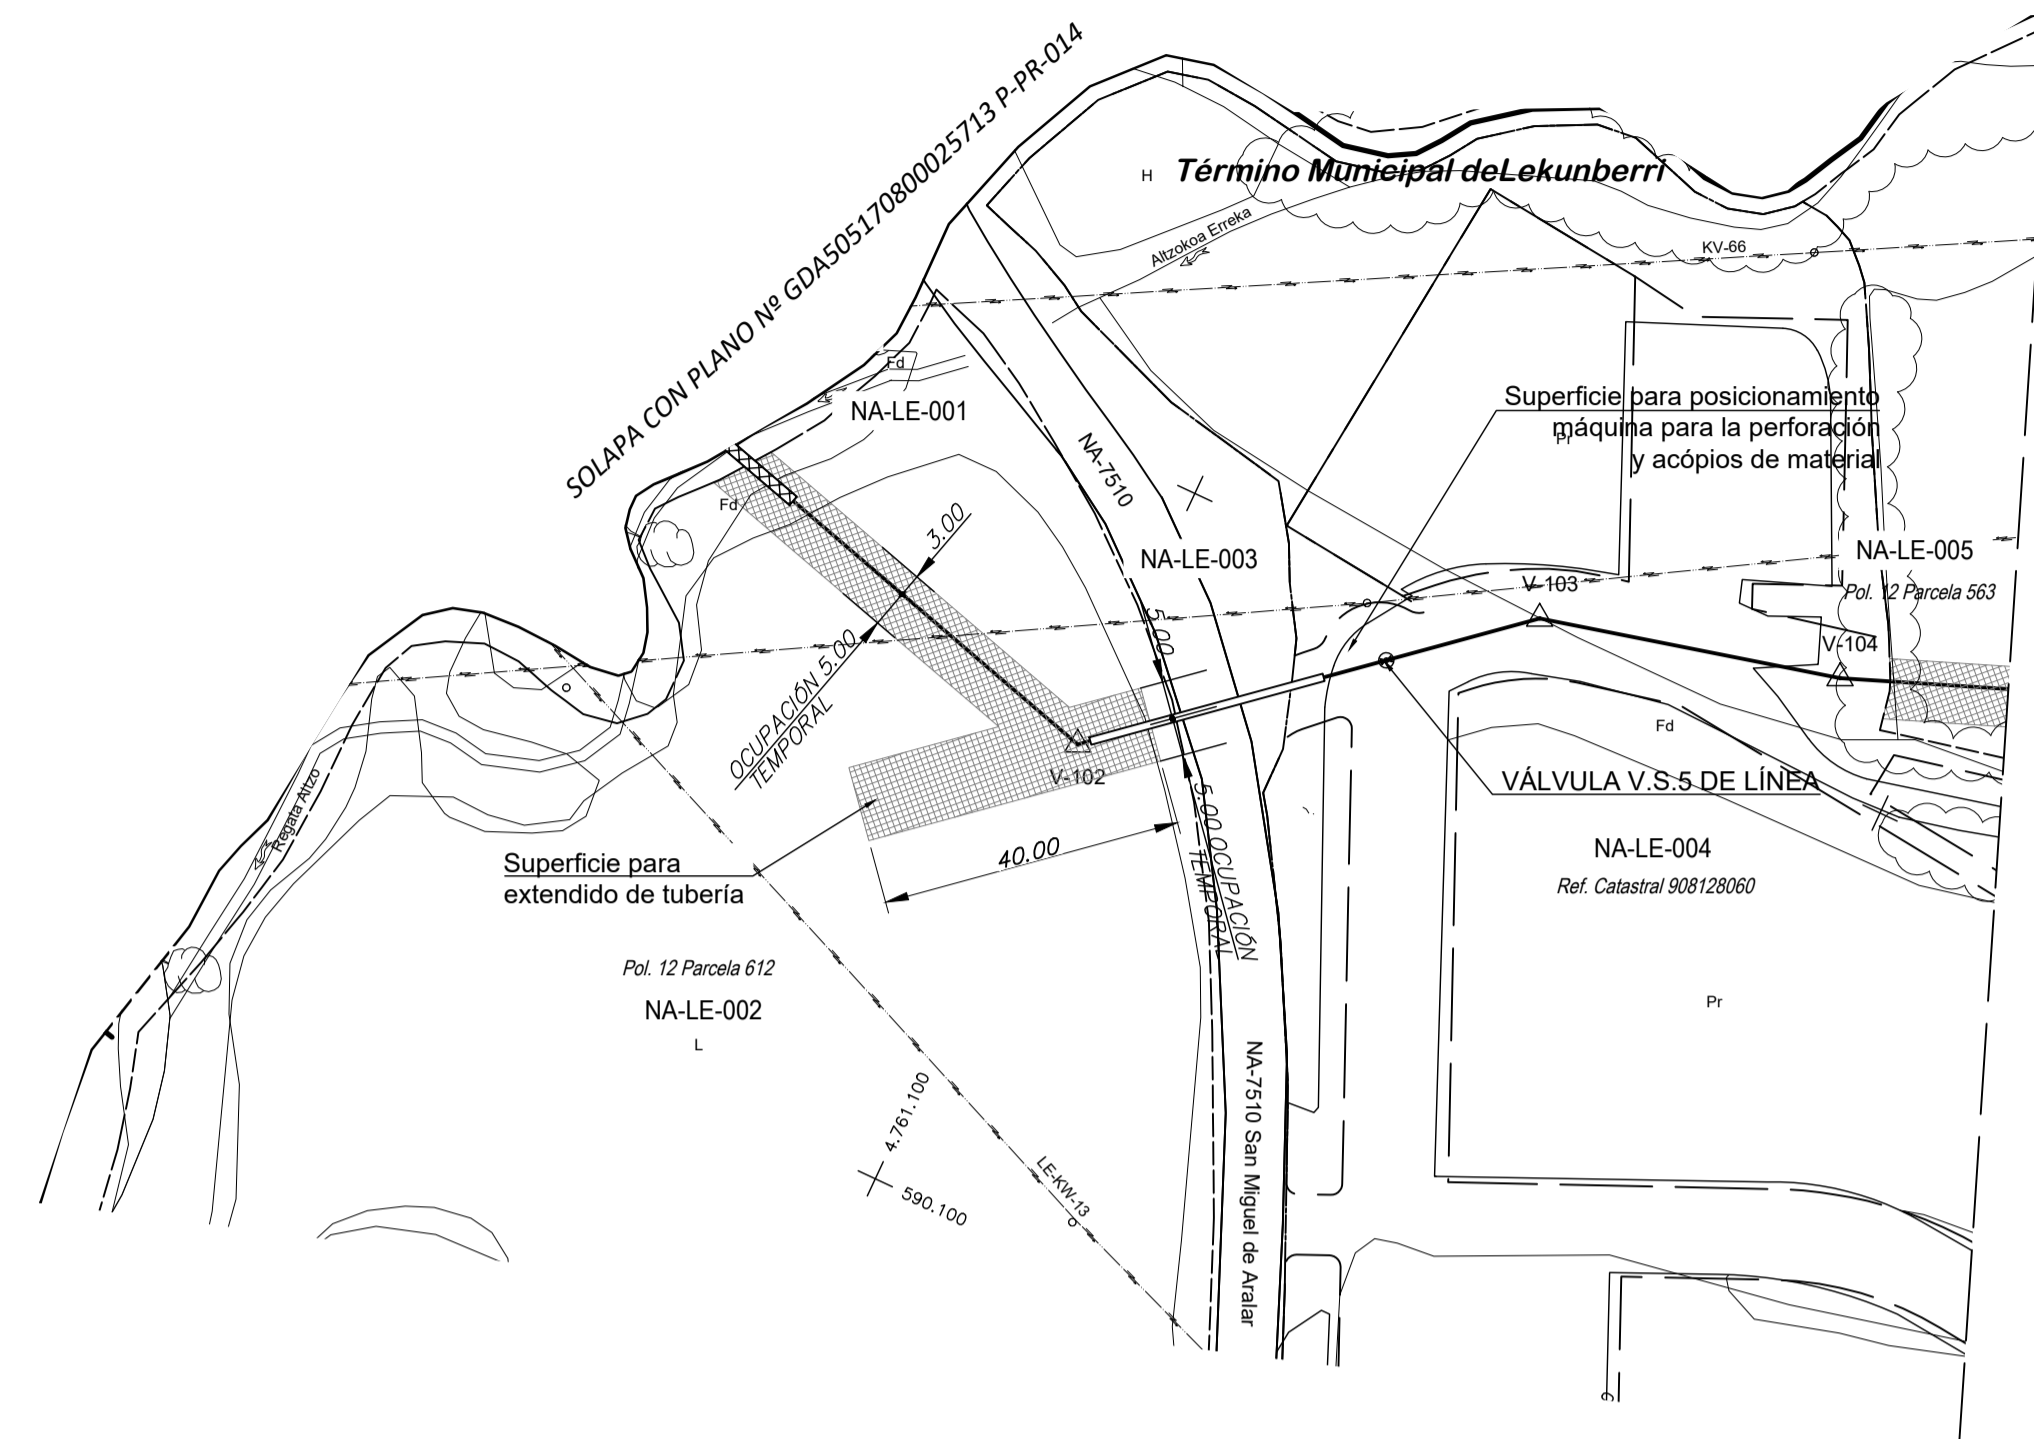 SOLAPA CON PLANO Nº GDA5051708000025713 P-PR-014
H
Término Municipal deLekunberri
Altzokoa Erreka
KV-66
Fd
NA-LE-001
Superficie para posicionamiento
máquina para la perforación
Pr
y acópios de material
NA-7510
Fd
3.00
NA-LE-003
NA-LE-005
V-103
Pol. 12 Parcela 563
5.00
V-104
OCUPACIÓN 5.00
TEMPORAL
Fd
V-102
VÁLVULA V.S.5 DE LÍNEA
Regata Altzo
5.00 OCUPACIÓN
TEMPORAL
40.00
NA-LE-004
Superficie para
extendido de tubería
Ref. Catastral 908128060
Pol. 12 Parcela 612
NA-LE-002
Pr
L
4.761.100
590.100
LE-KW-13
NA-7510 San Miguel de Aralar